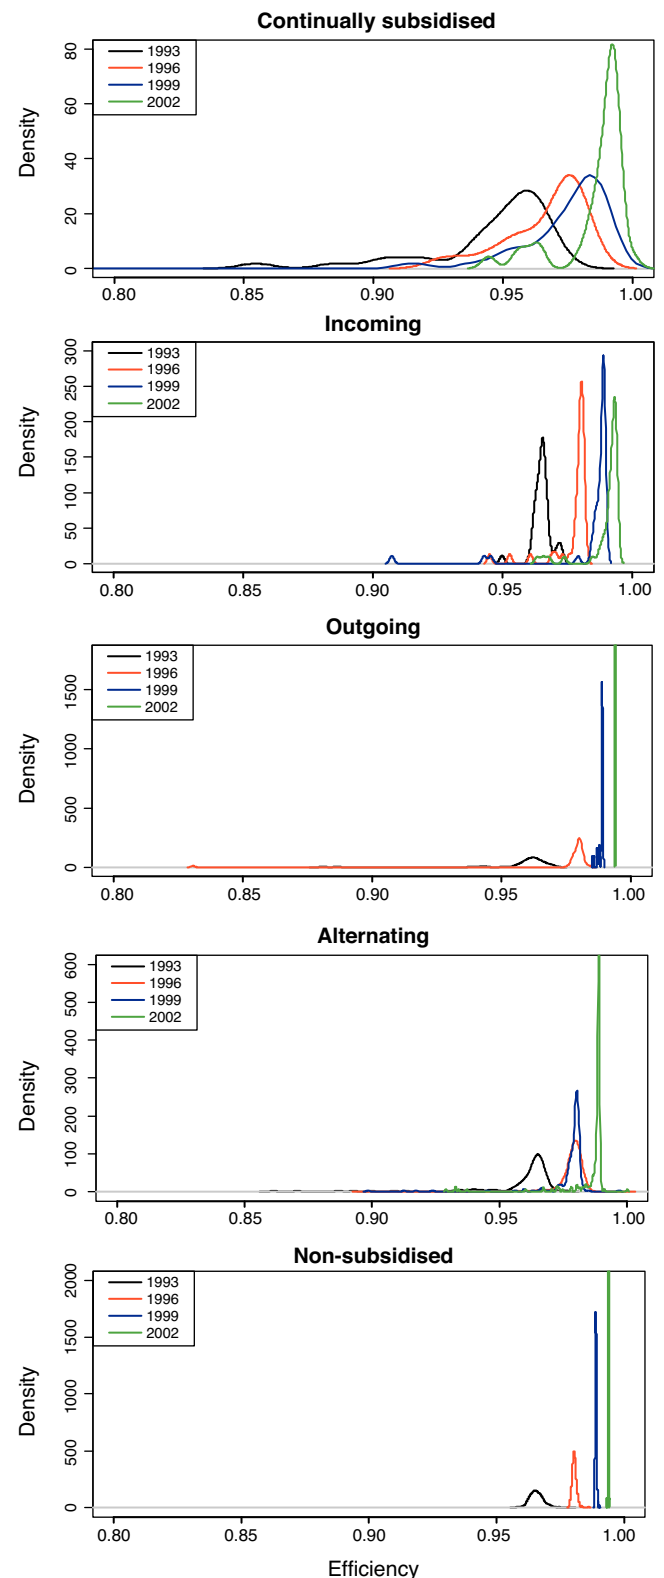 Continually subsidised
1993
1996
1999
2002
Density
0 20 40 60 80
0.80 0.85 0.90 0.95 1.00
Incoming
1993
1996
1999
2002
Density
0 50 100 150 200 250 300
0.80 0.85 0.90 0.95 1.00
Outgoing
1993
1996
1999
2002
Density
0 500 1000 1500
0.80 0.85 0.90 0.95 1.00
Alternating
1993
1996
1999
2002
Density
0 100 200 300 400 500 600
0.80 0.85 0.90 0.95 1.00
Non-subsidised
1993
1996
1999
2002
Density
0 500 1000 1500 2000
0.80 0.85 0.90 0.95 1.00
Efficiency